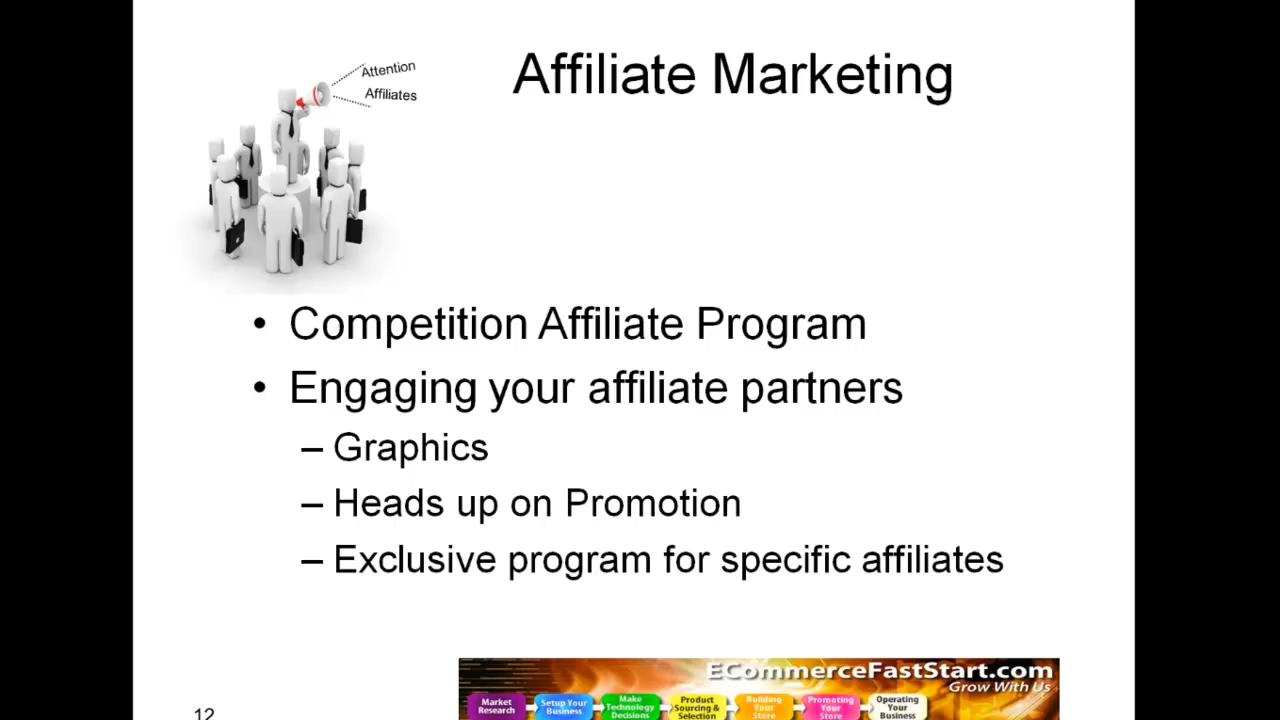 Attention
Affiliates
Affiliate Marketing
• Competition Affiliate Program
• Engaging your affiliate partners
– Graphics
– Heads up on Promotion
– Exclusive program for specific affiliates
ECommerceFastStart.com
Grow With Us
Market Research
Setup Your Business
Make Technology Decisions
Product Sourcing & Selection
Building Your Store
Promoting Your Store
Operating Your Business
12